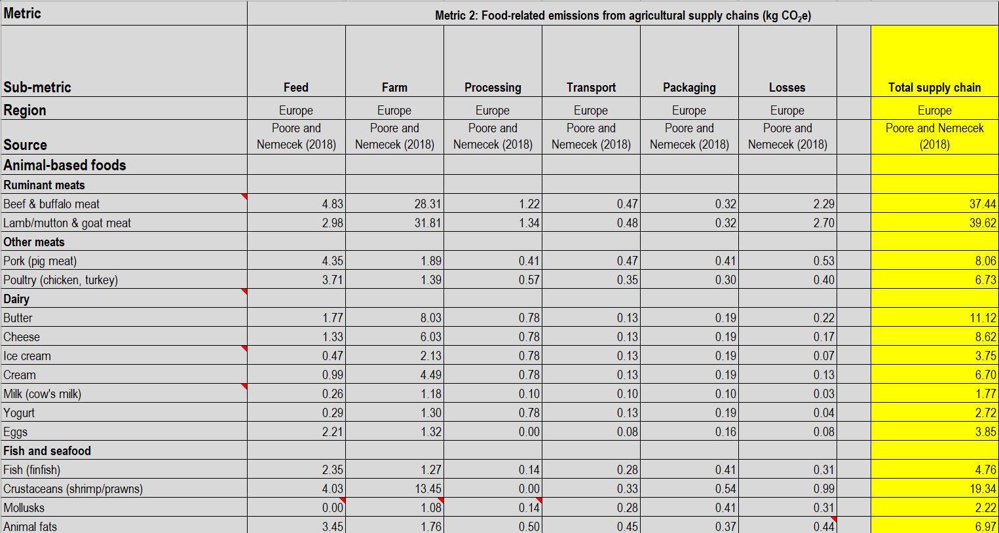 Metric Metric 2: Food-related emissions from agricultural supply chains (kg CO₂e)
Sub-metric Feed Farm Processing Transport Packaging Losses Total supply chain
Region Europe Europe Europe Europe Europe Europe Europe
Poore and Poore and Poore and Poore and Poore and Poore and Poore and Nemecek
Source Nemecek (2018) Nemecek (2018) Nemecek (2018) Nemecek (2018) Nemecek (2018) Nemecek (2018) (2018)
Animal-based foods
Ruminant meats
Beef & buffalo meat 4.83 28.31 1.22 0.47 0.32 2.29 37.44
Lamb/mutton & goat meat 2.98 31.81 1.34 0.48 0.32 2.70 39.62
Other meats
Pork (pig meat) 4.35 1.89 0.41 0.47 0.41 0.53 8.06
Poultry (chicken, turkey) 3.71 1.39 0.57 0.35 0.30 0.40 6.73
Dairy
Butter 1.77 8.03 0.78 0.13 0.19 0.22 11.12
Cheese 1.33 6.03 0.78 0.13 0.19 0.17 8.62
Ice cream 0.47 2.13 0.78 0.13 0.19 0.07 3.75
Cream 0.99 4.49 0.78 0.13 0.19 0.13 6.70
Milk (cow's milk) 0.26 1.18 0.10 0.10 0.10 0.03 1.77
Yogurt 0.29 1.30 0.78 0.13 0.19 0.04 2.72
Eggs 2.21 1.32 0.00 0.08 0.16 0.08 3.85
Fish and seafood
Fish (finfish) 2.35 1.27 0.14 0.28 0.41 0.31 4.76
Crustaceans (shrimp/prawns) 4.03 13.45 0.00 0.33 0.54 0.99 19.34
Mollusks 0.00 1.08 0.14 0.28 0.41 0.31 2.22
Animal fats 3.45 1.76 0.50 0.45 0.37 0.44 6.97